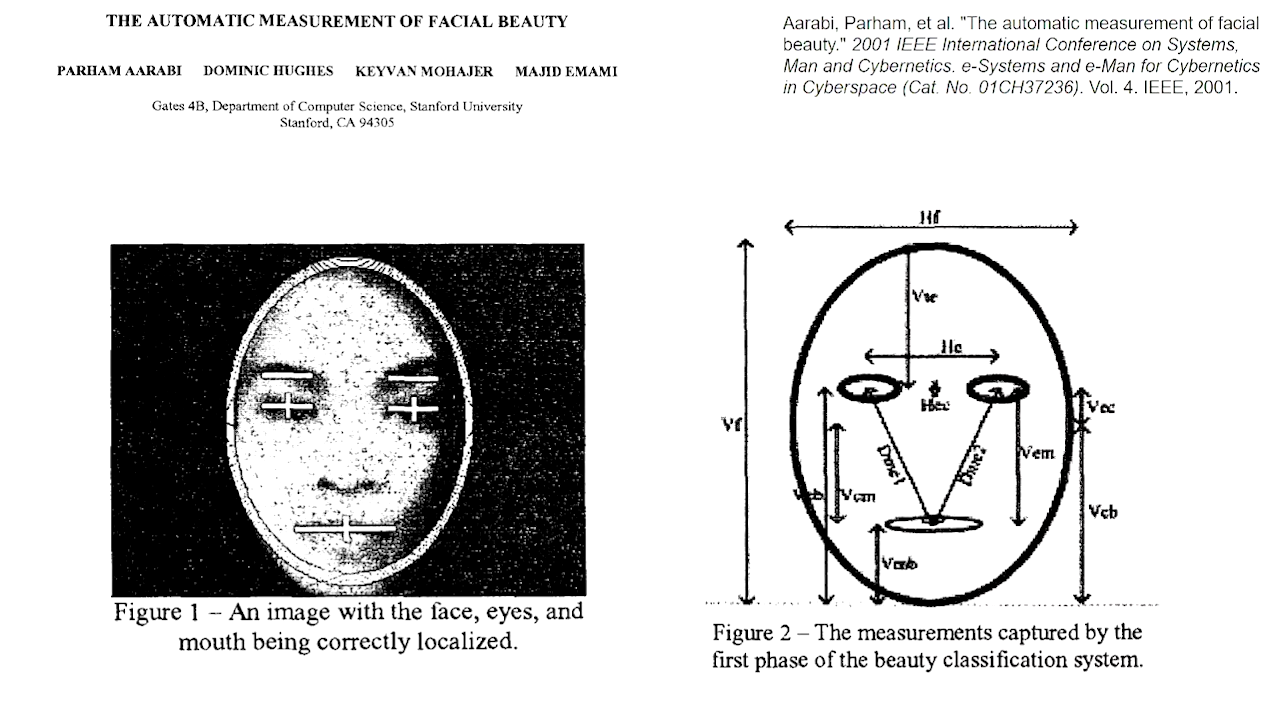 THE AUTOMATIC MEASUREMENT OF FACIAL BEAUTY
PARHAM AARABI DOMINIC HUGHES KEYVAN MOHAJER MAJID EMAMI
Gates 4B, Department of Computer Science, Stanford University
Stanford, CA 94305
Aarabi, Parham, et al. "The automatic measurement of facial
beauty." 2001 IEEE International Conference on Systems,
Man and Cybernetics. e-Systems and e-Man for Cybernetics
in Cyberspace (Cat. No. 01CH37236). Vol. 4. IEEE, 2001.
Figure 1 – An image with the face, eyes, and
mouth being correctly localized.
Hf
He
Vf
Vem
Dme1
Dme2
Vcm
Vcb
Vmb
Figure 2 – The measurements captured by the
first phase of the beauty classification system.